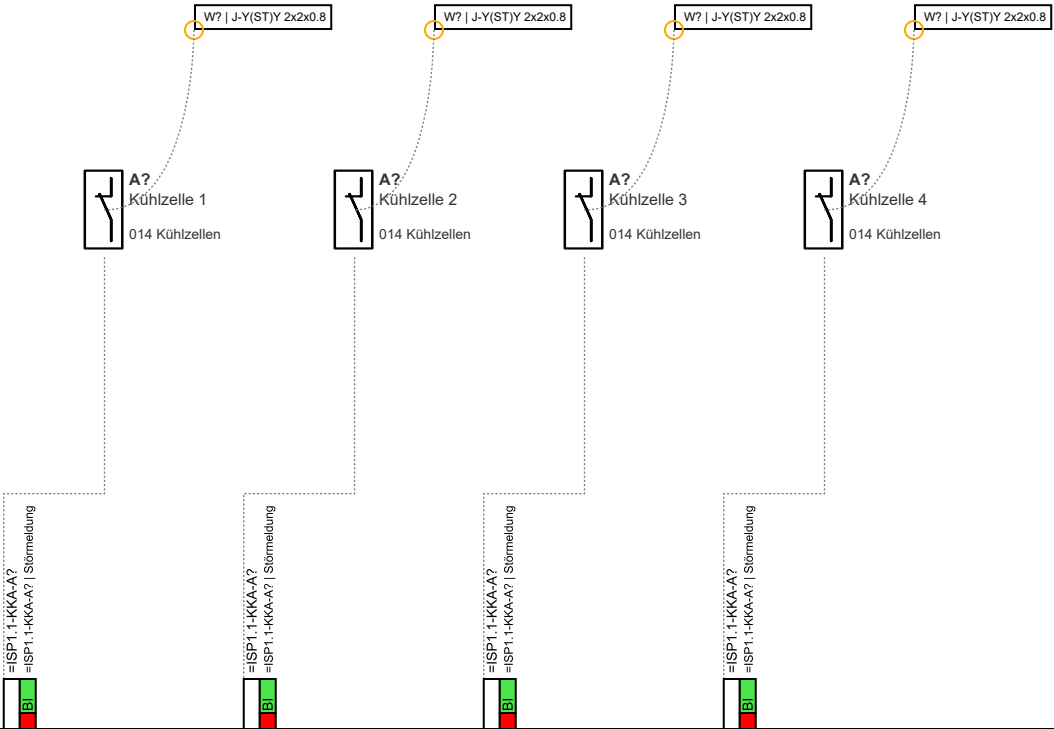 W? | J-Y(ST)Y 2x2x0.8
W? | J-Y(ST)Y 2x2x0.8
W? | J-Y(ST)Y 2x2x0.8
W? | J-Y(ST)Y 2x2x0.8
A?
Kühlzelle 1
014 Kühlzellen
A?
Kühlzelle 2
014 Kühlzellen
A?
Kühlzelle 3
014 Kühlzellen
A?
Kühlzelle 4
014 Kühlzellen
=ISP1.1-KKA-A?
=ISP1.1-KKA-A? | Störmeldung
BI
=ISP1.1-KKA-A?
=ISP1.1-KKA-A? | Störmeldung
BI
=ISP1.1-KKA-A?
=ISP1.1-KKA-A? | Störmeldung
BI
=ISP1.1-KKA-A?
=ISP1.1-KKA-A? | Störmeldung
BI